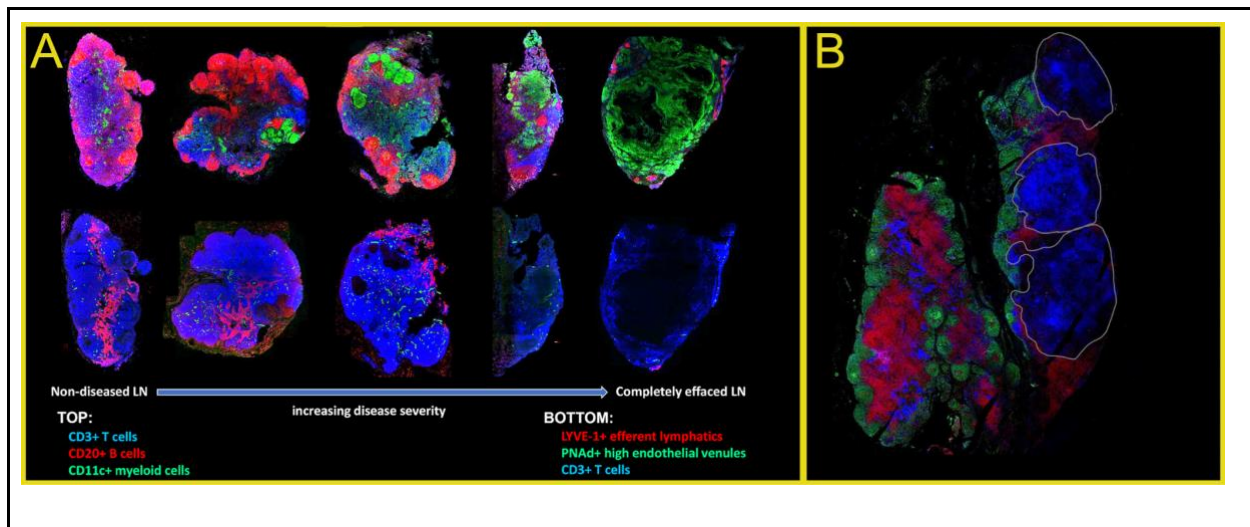 A
B
Non-diseased LN
Completely effaced LN
increasing disease severity
TOP:
CD3+ T cells
CD20+ B cells
CD11c+ myeloid cells
BOTTOM:
LYVE-1+ efferent lymphatics
PNAd+ high endothelial venules
CD3+ T cells